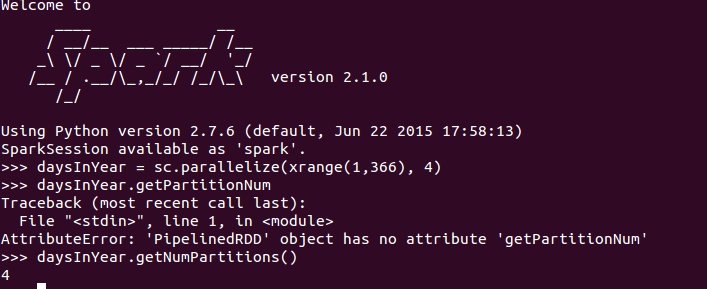 Welcome to
      ____              __
     / __/__  ___ _____/ /__
    _\ \/ _ \/ _ `/ __/  '_/
   /__ / .__/\_,_/_/ /_/\_\   version 2.1.0
      /_/
Using Python version 2.7.6 (default, Jun 22 2015 17:58:13)
SparkSession available as 'spark'.
>>> daysInYear = sc.parallelize(xrange(1,366), 4)
>>> daysInYear.getPartitionNum
Traceback (most recent call last):
  File "<stdin>", line 1, in <module>
AttributeError: 'PipelinedRDD' object has no attribute 'getPartitionNum'
>>> daysInYear.getNumPartitions()
4